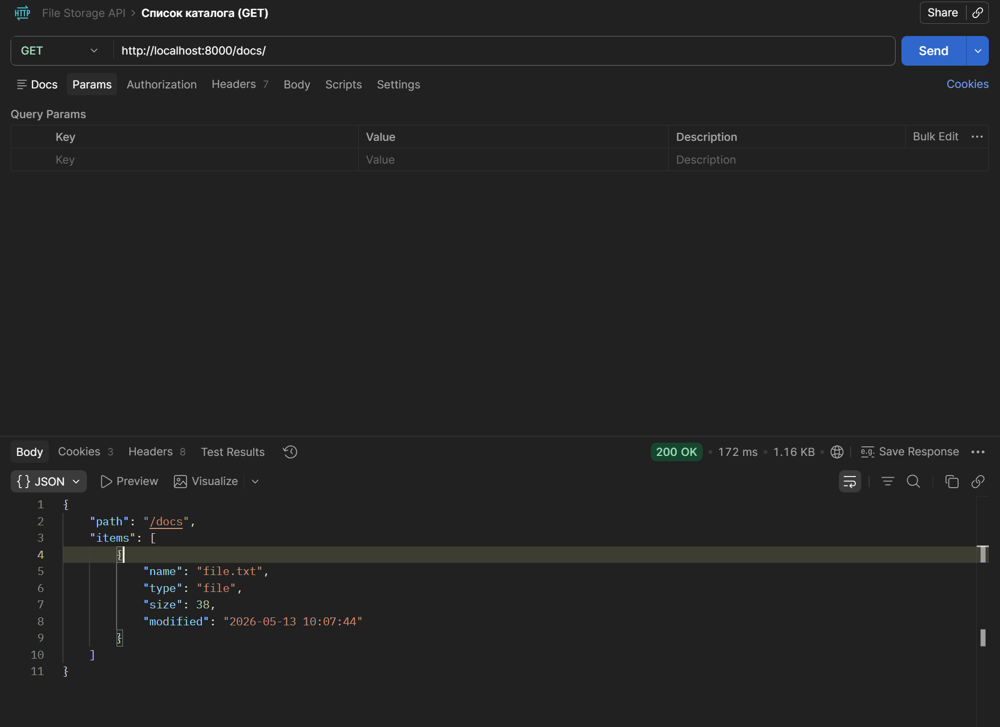 HTTP File Storage API > Список каталога (GET) Share
GET http://localhost:8000/docs/ Send
Docs Params Authorization Headers 7 Body Scripts Settings Cookies
Query Params
Key Value Description Bulk Edit
Key Value Description
Body Cookies 3 Headers 8 Test Results 200 OK • 172 ms • 1.16 KB • e.g. Save Response
{} JSON Preview Visualize
1 {
2 "path": "/docs",
3 "items": [
4 {
5 "name": "file.txt",
6 "type": "file",
7 "size": 38,
8 "modified": "2026-05-13 10:07:44"
9 }
10 ]
11 }